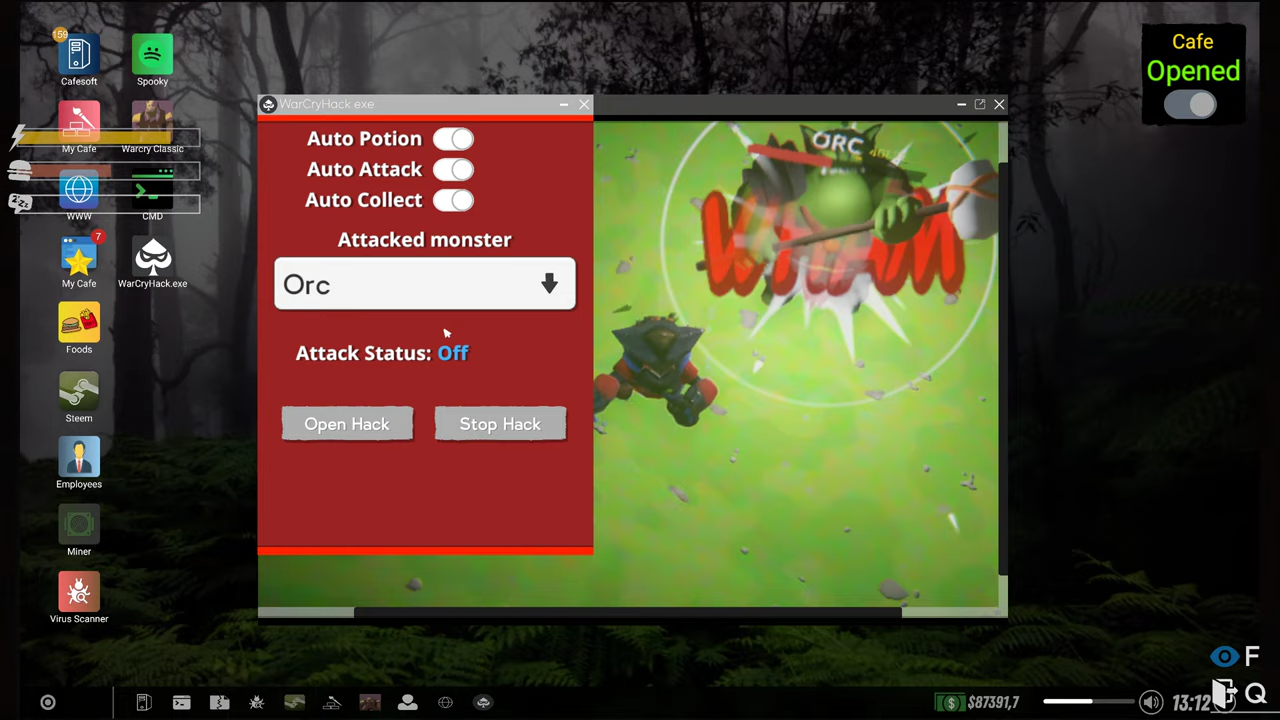 159
Cafesoft
Spooky
My Cafe
Warcry Classic
WWW
CMD
7
My Cafe
WarCryHack.exe
Foods
Steem
Employees
Miner
Virus Scanner
WarCryHack.exe
Auto Potion
Auto Attack
Auto Collect
Attacked monster
Orc
Attack Status: Off
Open Hack
Stop Hack
ORC
Cafe
Opened
F
Q
$87391,7
13:12